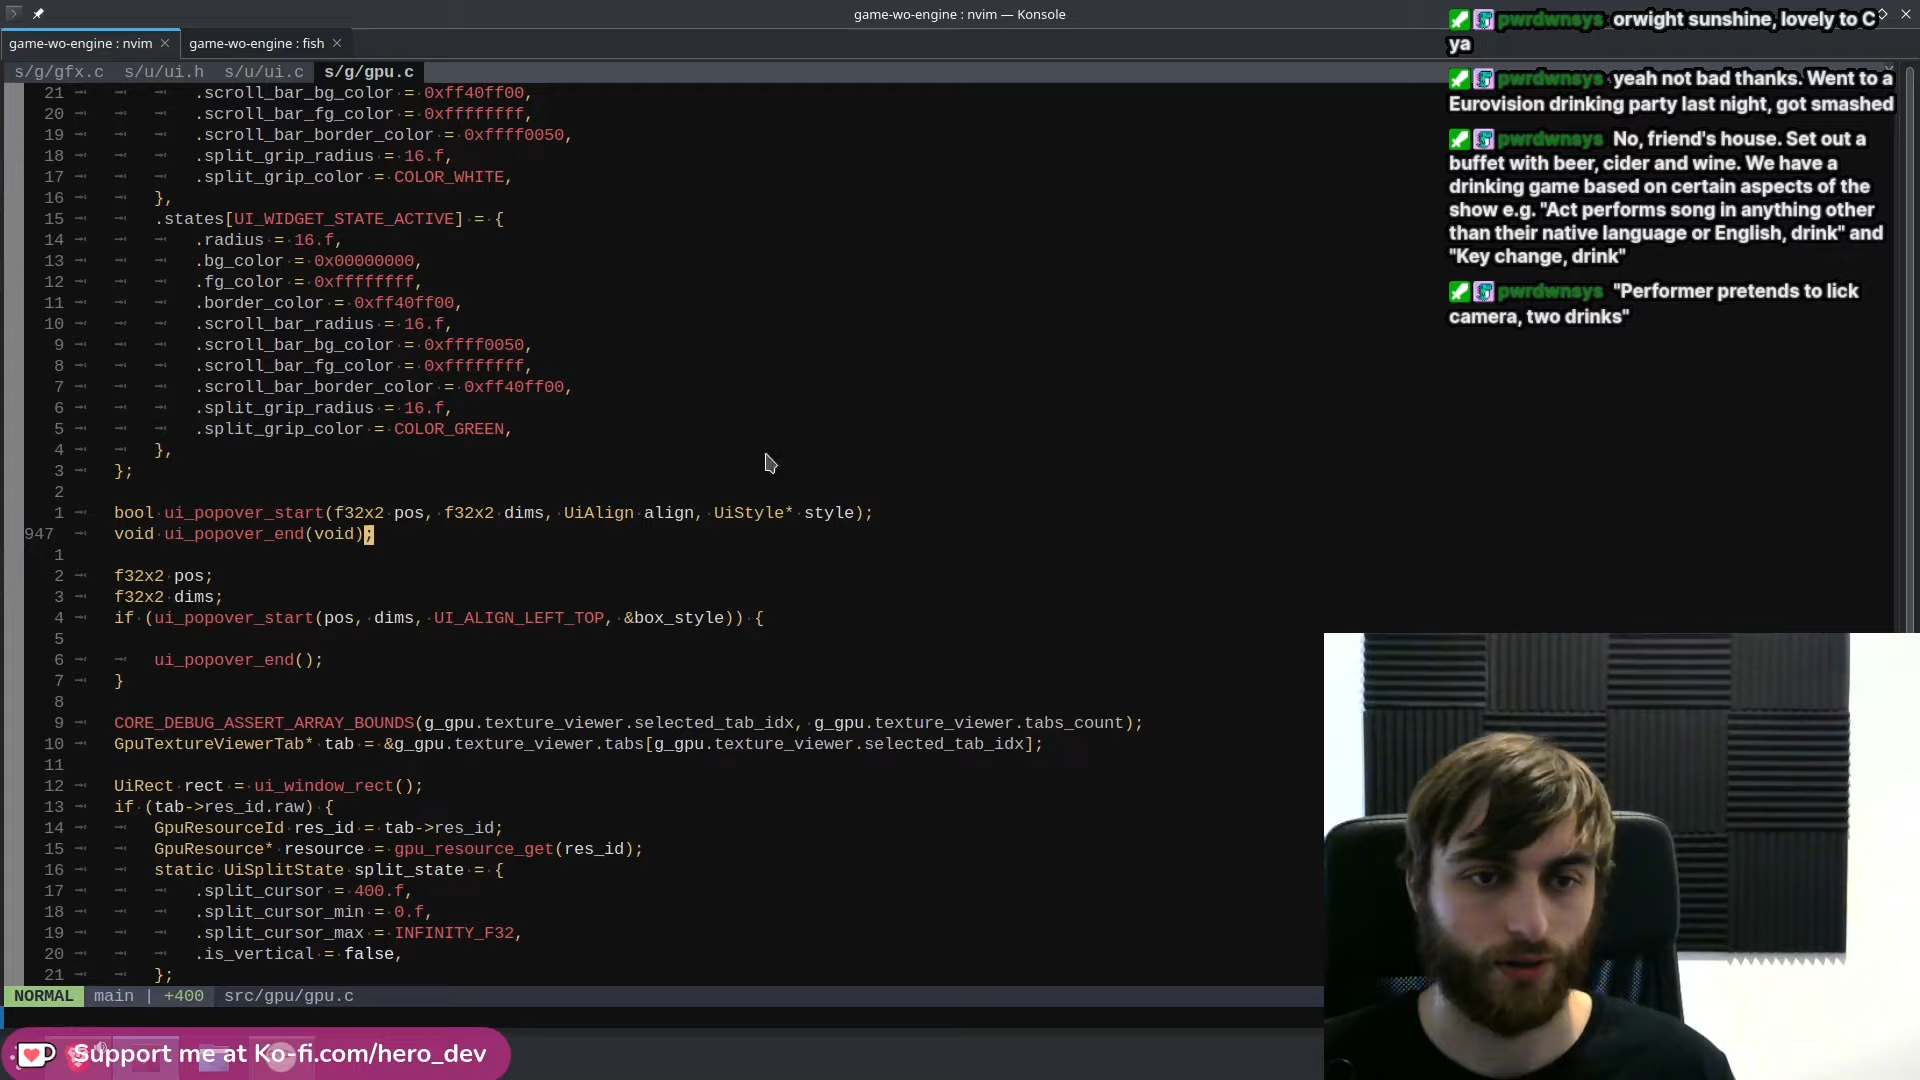 game-wo-engine : nvim — Konsole
game-wo-engine : nvim
game-wo-engine : fish
s/g/gfx.c s/u/ui.h s/u/ui.c s/g/gpu.c
21 .scroll_bar_bg_color = 0xff40ff00,
20 .scroll_bar_fg_color = 0xffffffff,
19 .scroll_bar_border_color = 0xffff0050,
18 .split_grip_radius = 16.f,
17 .split_grip_color = COLOR_WHITE,
16 },
15 .states[UI_WIDGET_STATE_ACTIVE] = {
14 .radius = 16.f,
13 .bg_color = 0x00000000,
12 .fg_color = 0xffffffff,
11 .border_color = 0xff40ff00,
10 .scroll_bar_radius = 16.f,
9 .scroll_bar_bg_color = 0xffff0050,
8 .scroll_bar_fg_color = 0xffffffff,
7 .scroll_bar_border_color = 0xff40ff00,
6 .split_grip_radius = 16.f,
5 .split_grip_color = COLOR_GREEN,
4 },
3 };
2
1 bool ui_popover_start(f32x2 pos, f32x2 dims, UiAlign align, UiStyle* style);
947 void ui_popover_end(void);
1
2 f32x2 pos;
3 f32x2 dims;
4 if (ui_popover_start(pos, dims, UI_ALIGN_LEFT_TOP, &box_style)) {
5
6 ui_popover_end();
7 }
8
9 CORE_DEBUG_ASSERT_ARRAY_BOUNDS(g_gpu.texture_viewer.selected_tab_idx, g_gpu.texture_viewer.tabs_count);
10 GpuTextureViewerTab* tab = &g_gpu.texture_viewer.tabs[g_gpu.texture_viewer.selected_tab_idx];
11
12 UiRect rect = ui_window_rect();
13 if (tab->res_id.raw) {
14 GpuResourceId res_id = tab->res_id;
15 GpuResource* resource = gpu_resource_get(res_id);
16 static UiSplitState split_state = {
17 .split_cursor = 400.f,
18 .split_cursor_min = 0.f,
19 .split_cursor_max = INFINITY_F32,
20 .is_vertical = false,
21 };
NORMAL main | +400 src/gpu/gpu.c
Support me at Ko-fi.com/hero_dev
pwrdwnsys orwight sunshine, lovely to C
ya
pwrdwnsys yeah not bad thanks. Went to a
Eurovision drinking party last night, got smashed
pwrdwnsys No, friend's house. Set out a
buffet with beer, cider and wine. We have a
drinking game based on certain aspects of the
show e.g. "Act performs song in anything other
than their native language or English, drink" and
"Key change, drink"
pwrdwnsys "Performer pretends to lick
camera, two drinks"